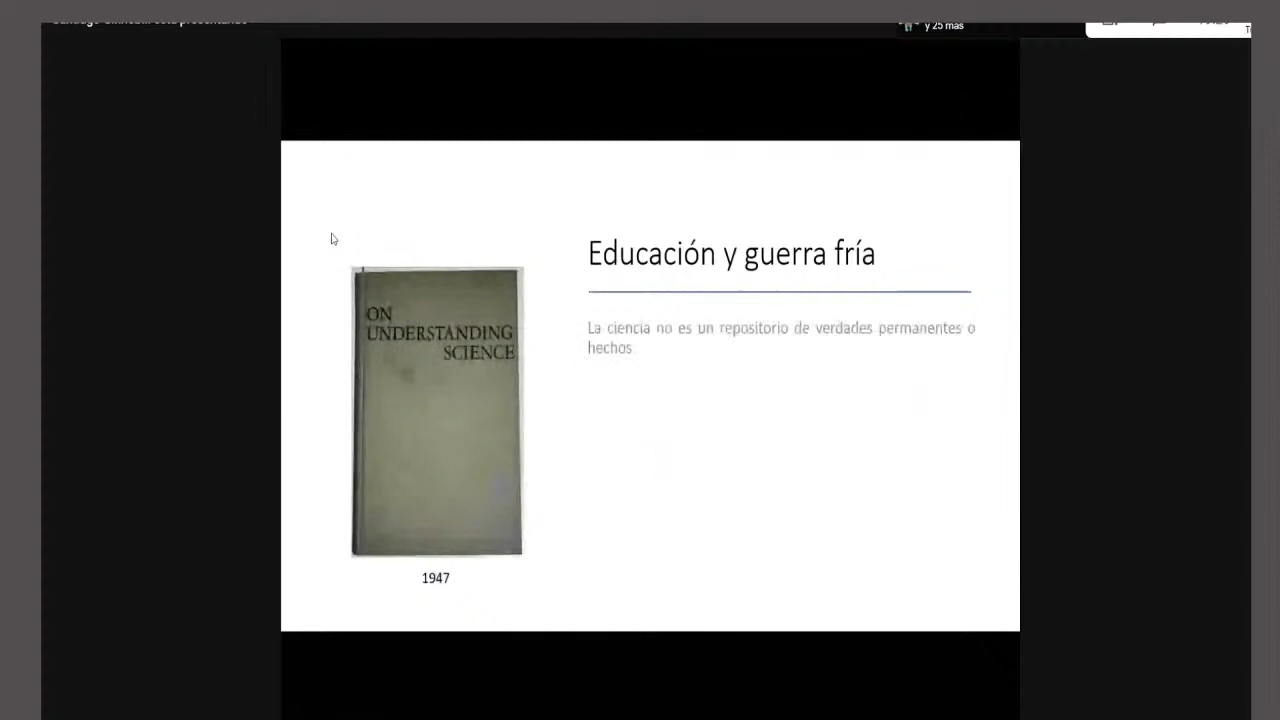 y 25 más
Educación y guerra fría
La ciencia no es un repositorio de verdades permanentes o
hechos
ON
UNDERSTANDING
SCIENCE
1947